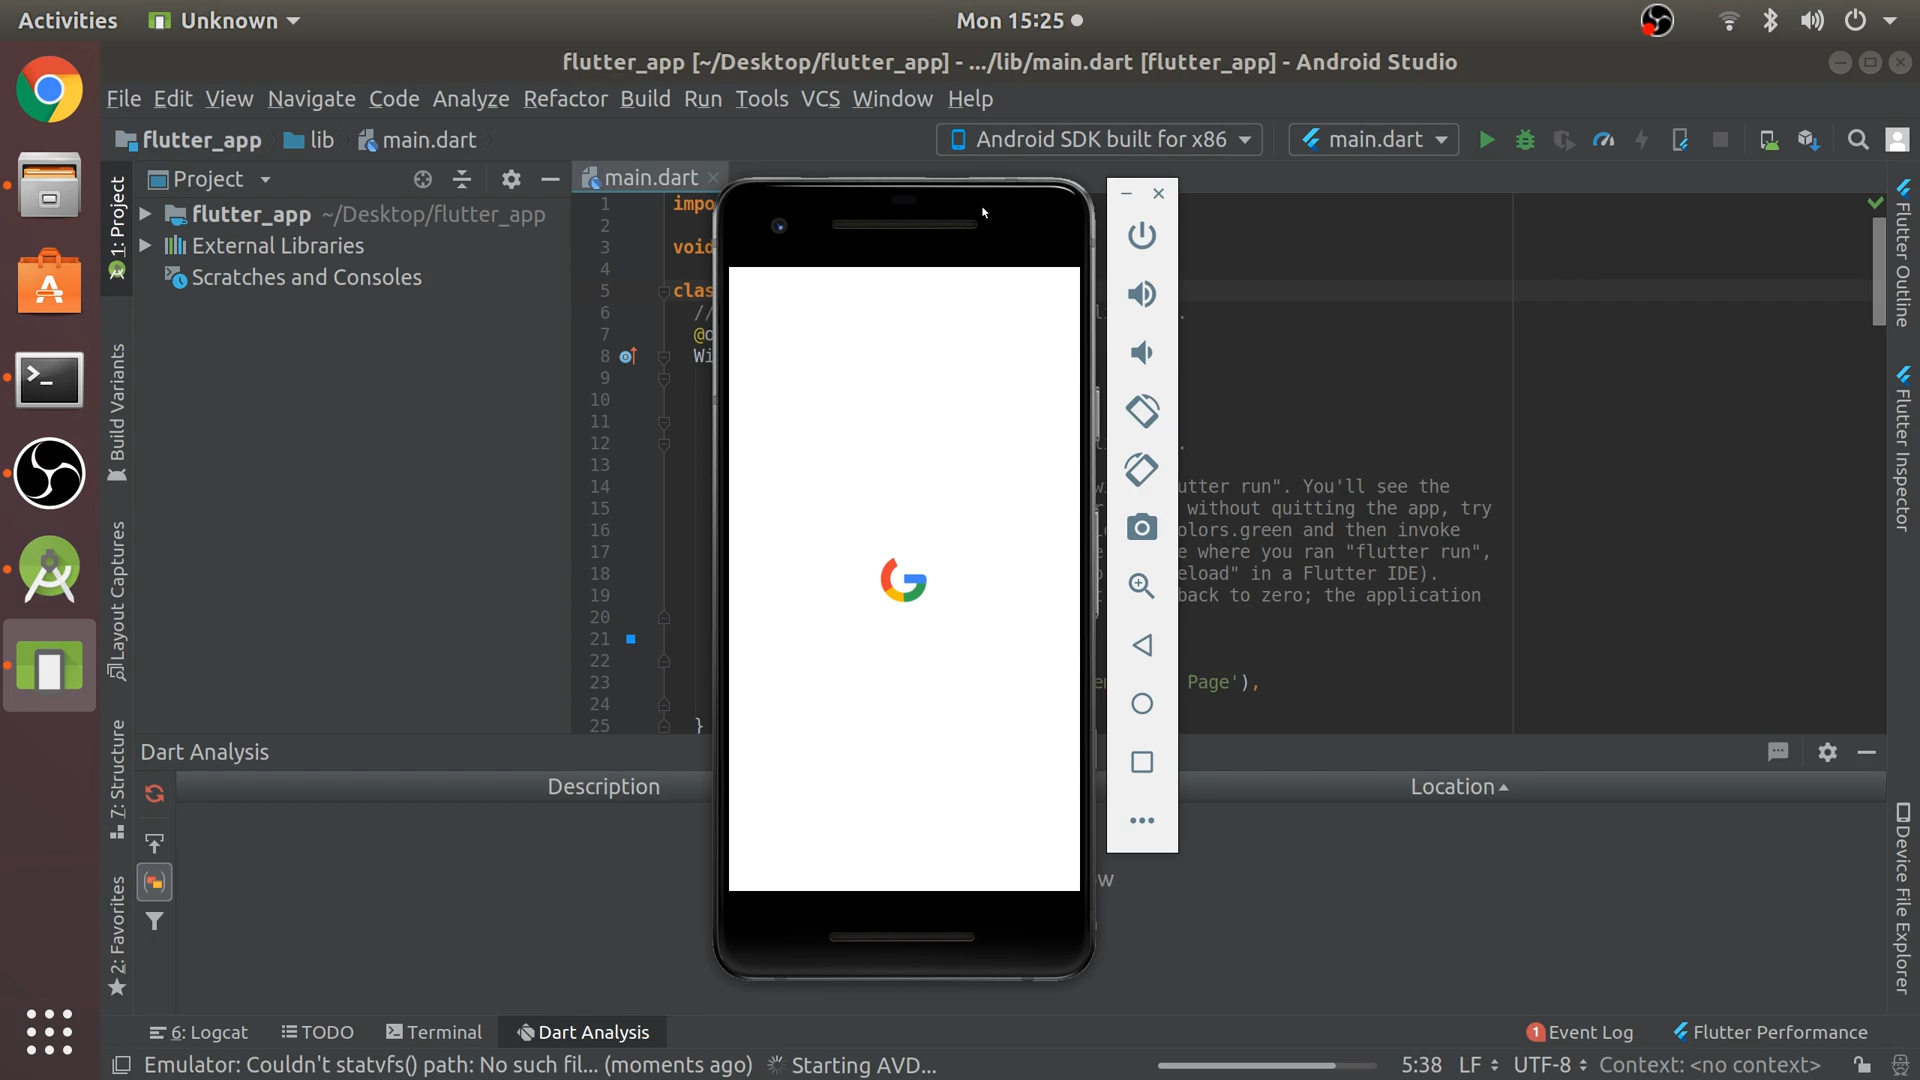 Activities
Unknown
Mon 15:25
flutter_app [~/Desktop/flutter_app] - .../lib/main.dart [flutter_app] - Android Studio
File Edit View Navigate Code Analyze Refactor Build Run Tools VCS Window Help
flutter_app lib main.dart
Android SDK built for x86
main.dart
Project
main.dart
flutter_app ~/Desktop/flutter_app
External Libraries
Scratches and Consoles
1: Project
Build Variants
Layout Captures
7: Structure
2: Favorites
1 impo
2
3 void
4
5 clas
6 //
7 @o
8 Wi
9
10
11
12
13
14 utter run". You'll see the
15 without quitting the app, try
16 olors.green and then invoke
17 e where you ran "flutter run",
18 eload" in a Flutter IDE).
19 back to zero; the application
20
21
22
23 Page'),
24
25 }
Flutter Outline
Flutter Inspector
Device File Explorer
Dart Analysis
Description
Location
w
6: Logcat
TODO
Terminal
Dart Analysis
1 Event Log
Flutter Performance
Emulator: Couldn't statvfs() path: No such fil... (moments ago)
Starting AVD...
5:38 LF UTF-8 Context: <no context>